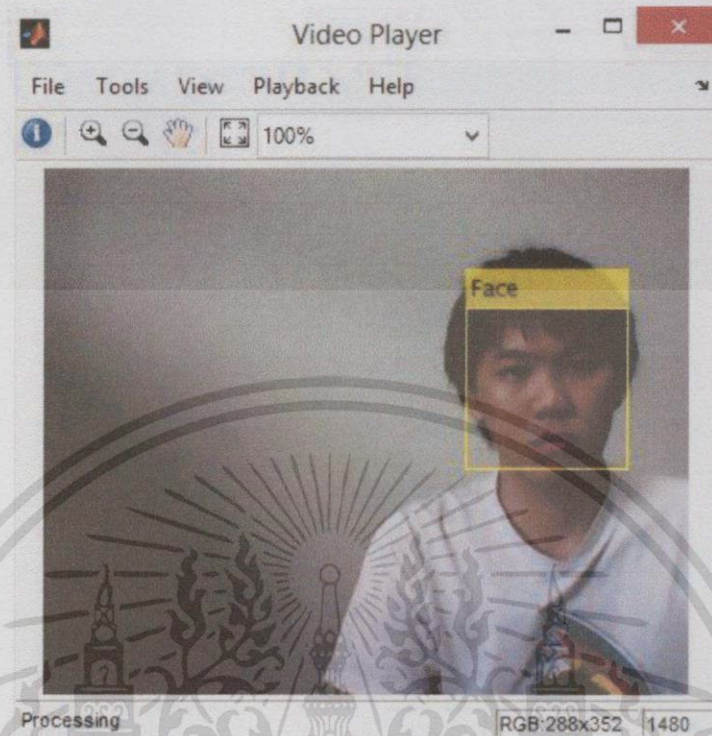 Video Player
File Tools View Playback Help
100%
Face
Processing RGB:288x352 1480